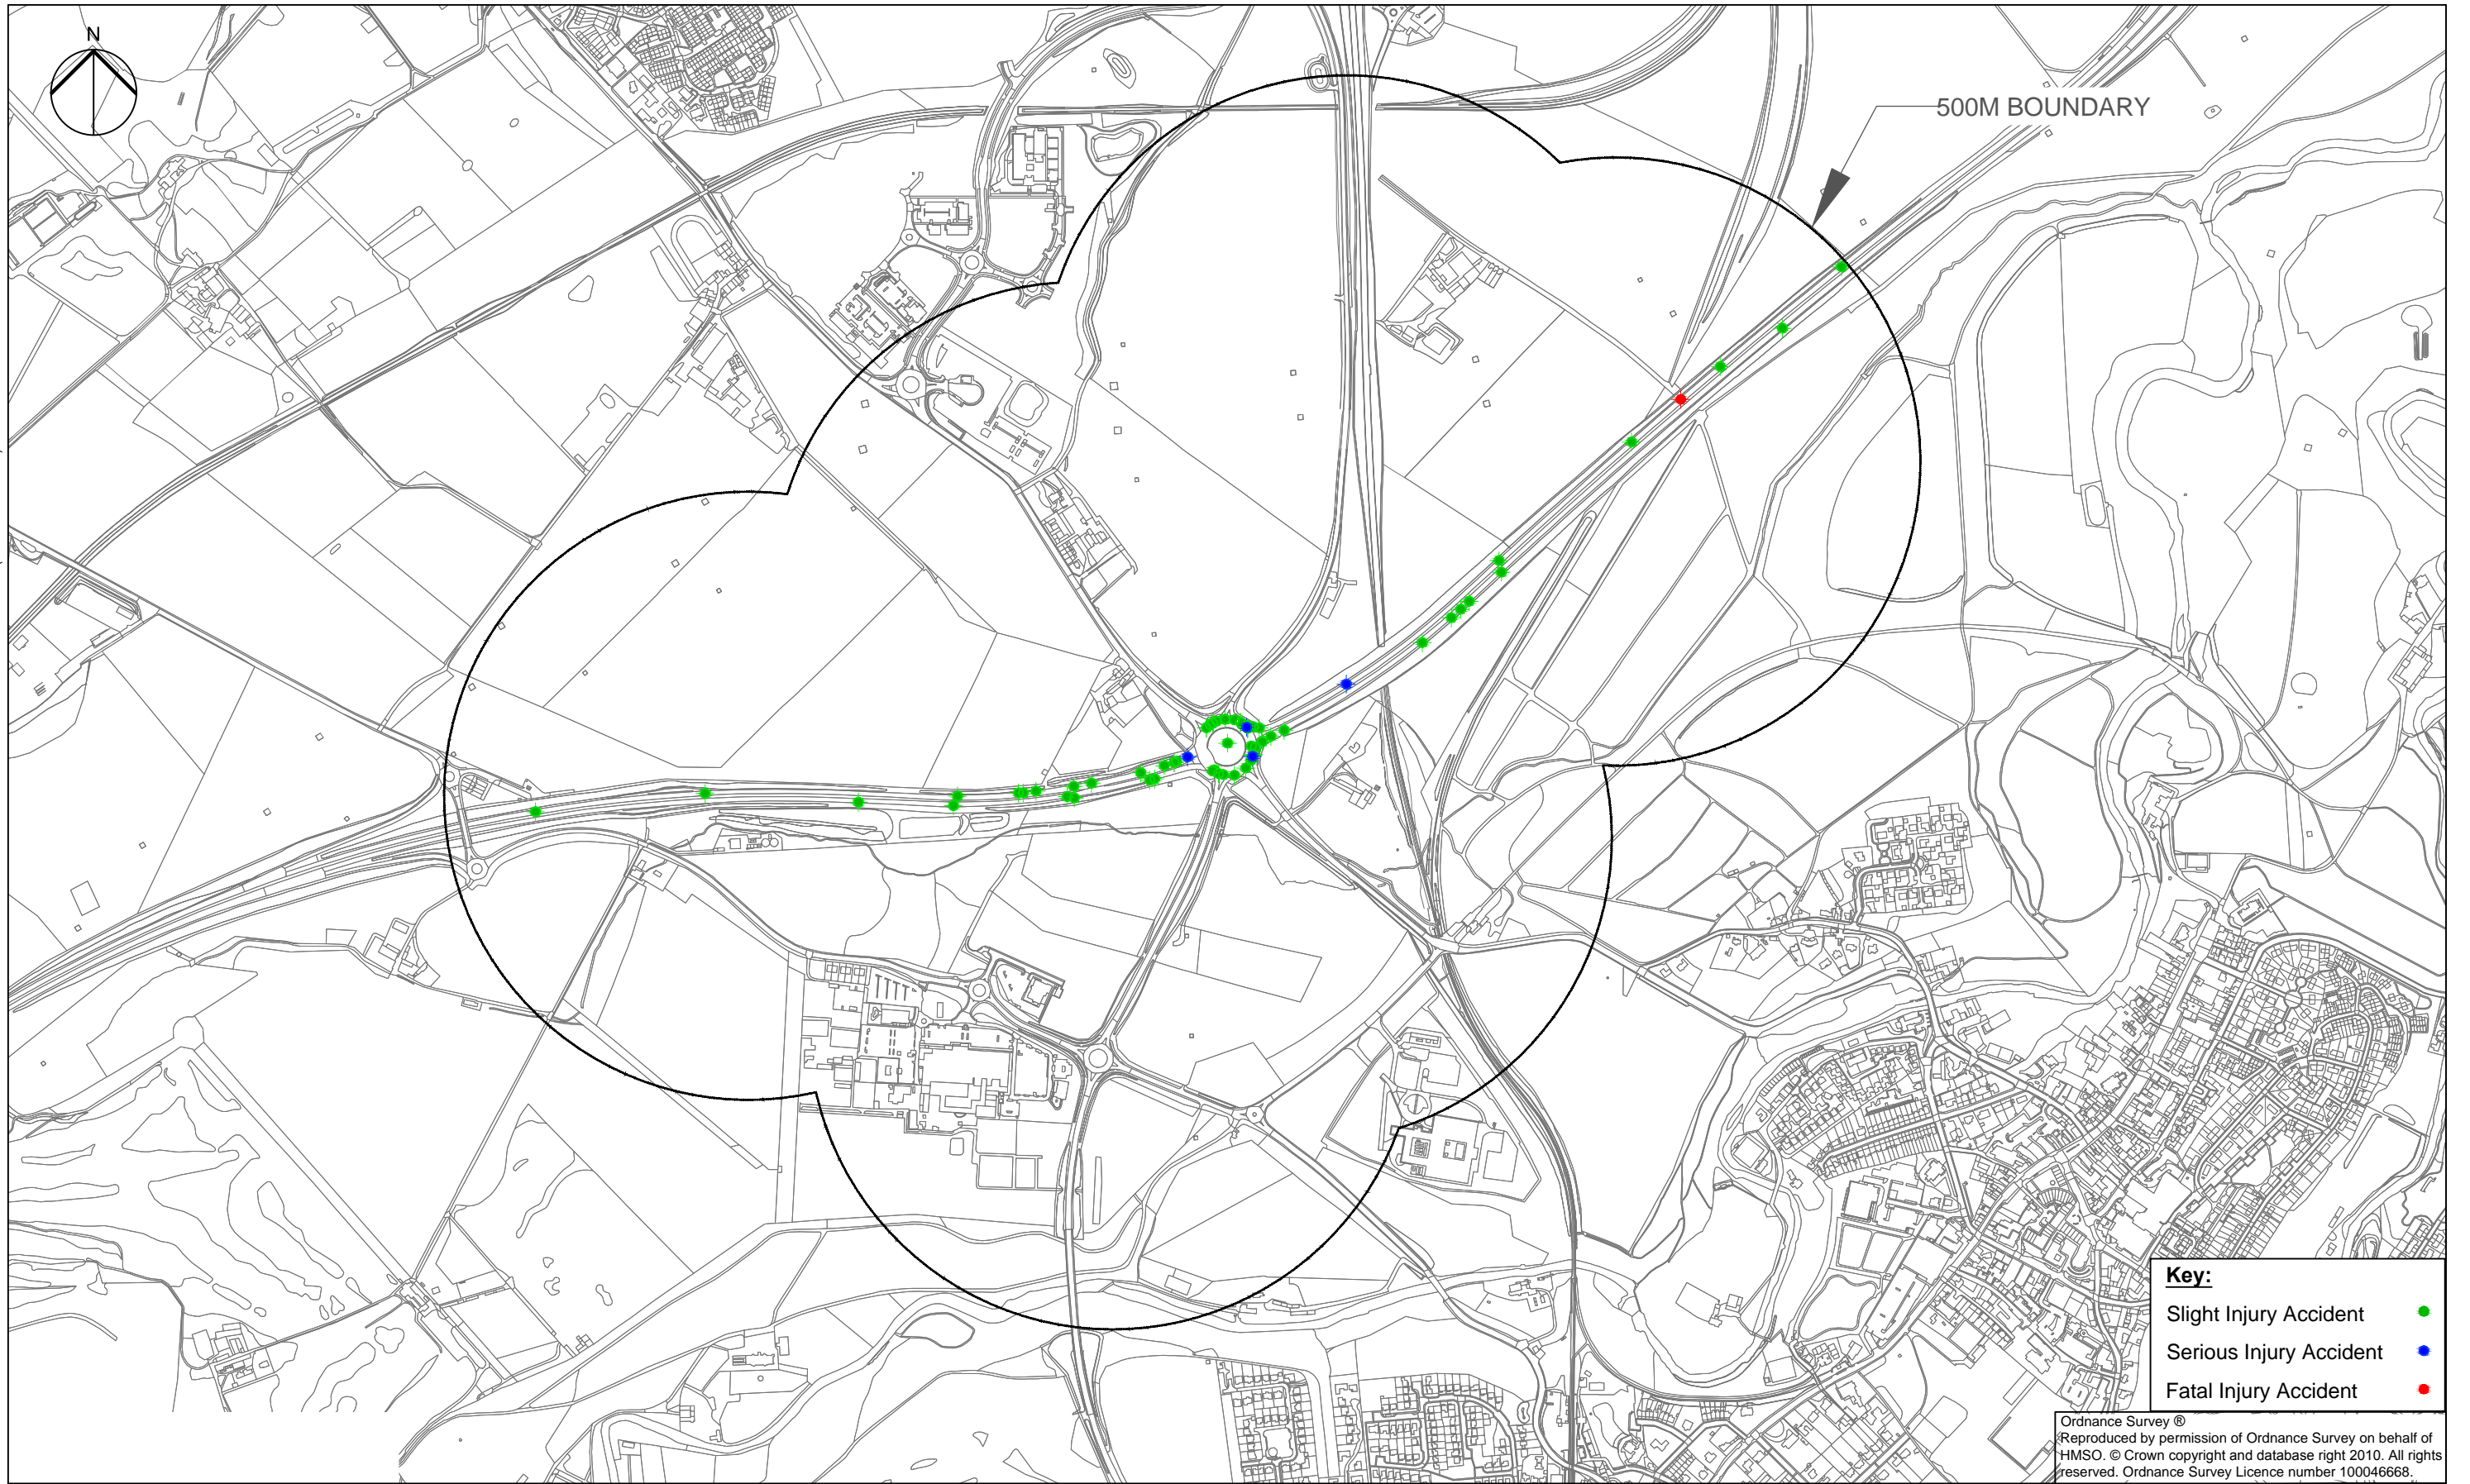 N
500M BOUNDARY
Key:
Slight Injury Accident
Serious Injury Accident
Fatal Injury Accident
Ordnance Survey ®
Reproduced by permission of Ordnance Survey on behalf of
HMSO. © Crown copyright and database right 2010. All rights
reserved. Ordnance Survey Licence number 100046668.